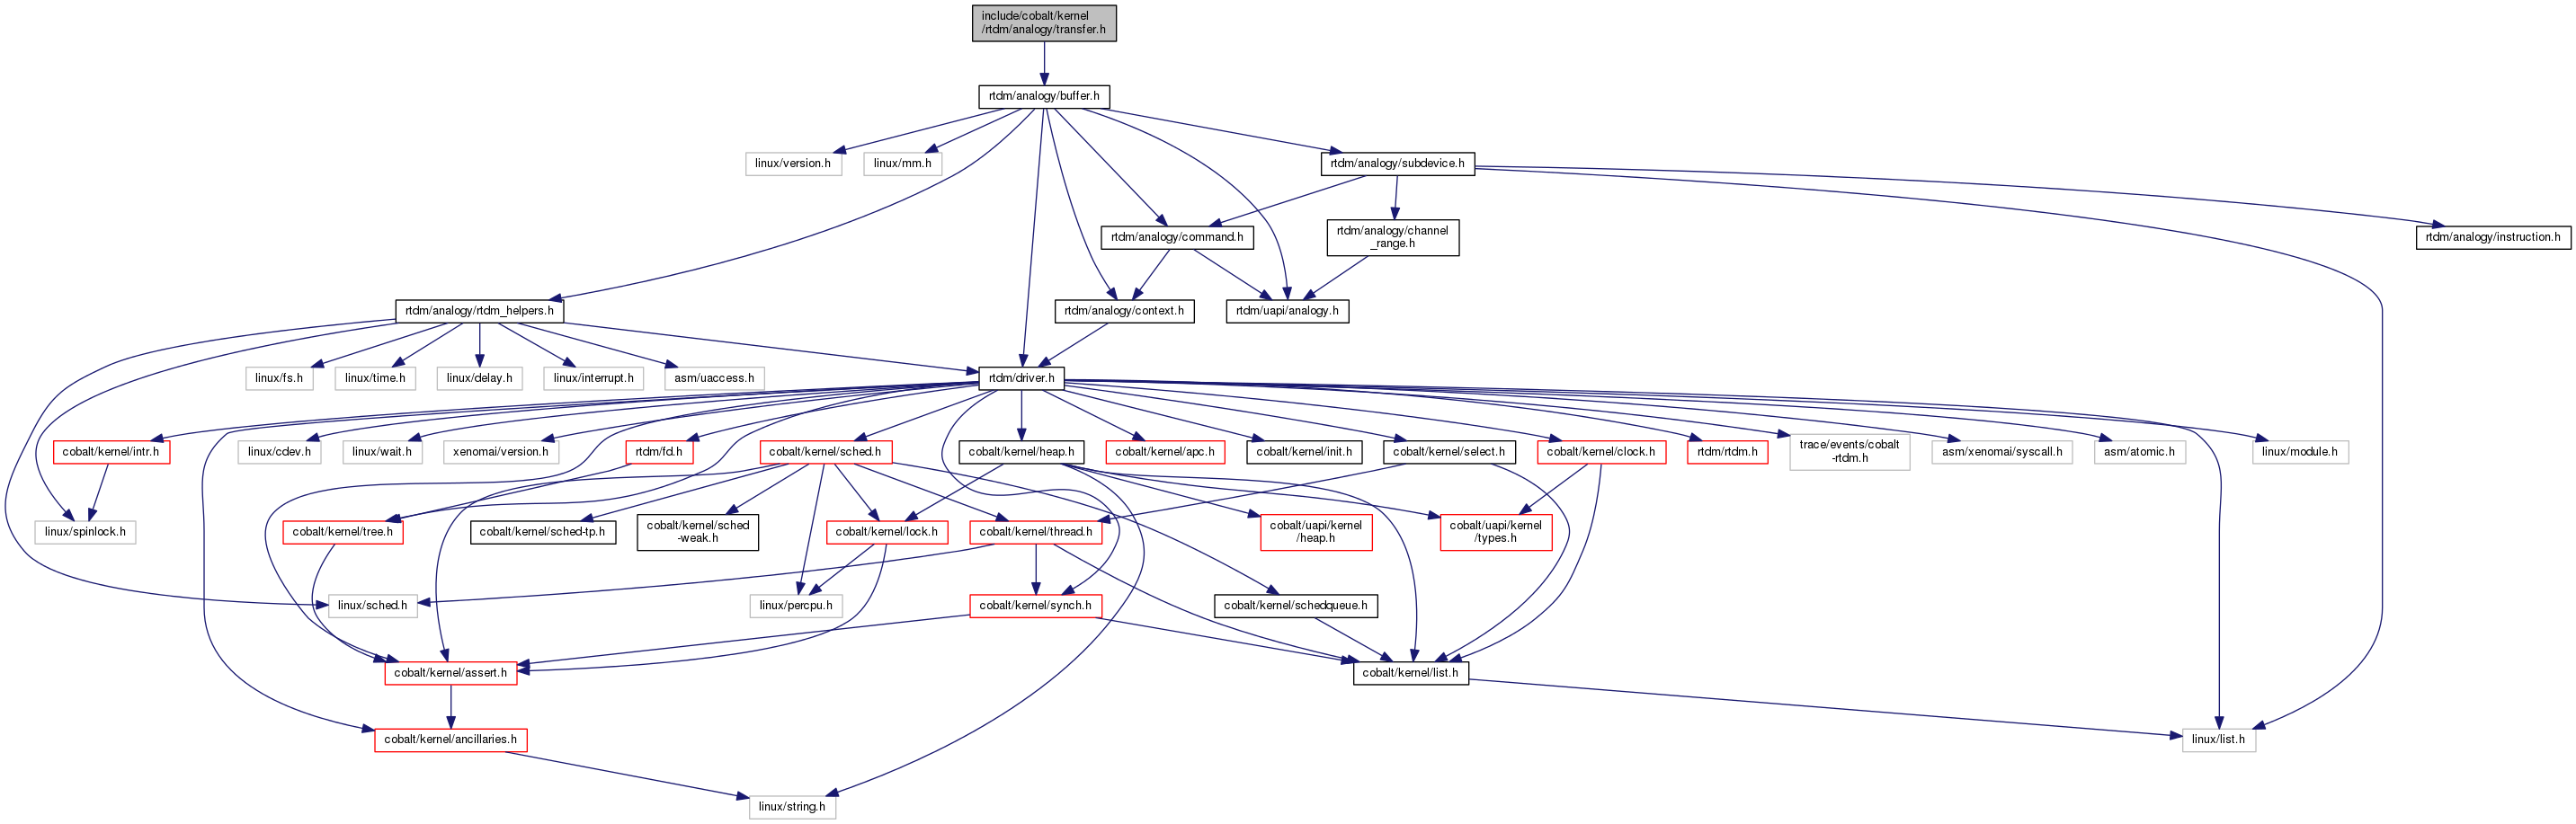 include/cobalt/kernel
/rtdm/analogy/transfer.h
rtdm/analogy/buffer.h
linux/version.h
linux/mm.h
rtdm/analogy/subdevice.h
rtdm/analogy/command.h
rtdm/analogy/channel
_range.h
rtdm/analogy/instruction.h
rtdm/analogy/rtdm_helpers.h
rtdm/analogy/context.h
rtdm/uapi/analogy.h
linux/fs.h
linux/time.h
linux/delay.h
linux/interrupt.h
asm/uaccess.h
rtdm/driver.h
cobalt/kernel/intr.h
linux/cdev.h
linux/wait.h
xenomai/version.h
rtdm/fd.h
cobalt/kernel/sched.h
cobalt/kernel/heap.h
cobalt/kernel/apc.h
cobalt/kernel/init.h
cobalt/kernel/select.h
cobalt/kernel/clock.h
rtdm/rtdm.h
trace/events/cobalt
-rtdm.h
asm/xenomai/syscall.h
asm/atomic.h
linux/module.h
linux/spinlock.h
cobalt/kernel/tree.h
cobalt/kernel/sched-tp.h
cobalt/kernel/sched
-weak.h
cobalt/kernel/lock.h
cobalt/kernel/thread.h
cobalt/uapi/kernel
/heap.h
cobalt/uapi/kernel
/types.h
linux/sched.h
linux/percpu.h
cobalt/kernel/synch.h
cobalt/kernel/schedqueue.h
cobalt/kernel/assert.h
cobalt/kernel/list.h
cobalt/kernel/ancillaries.h
linux/list.h
linux/string.h